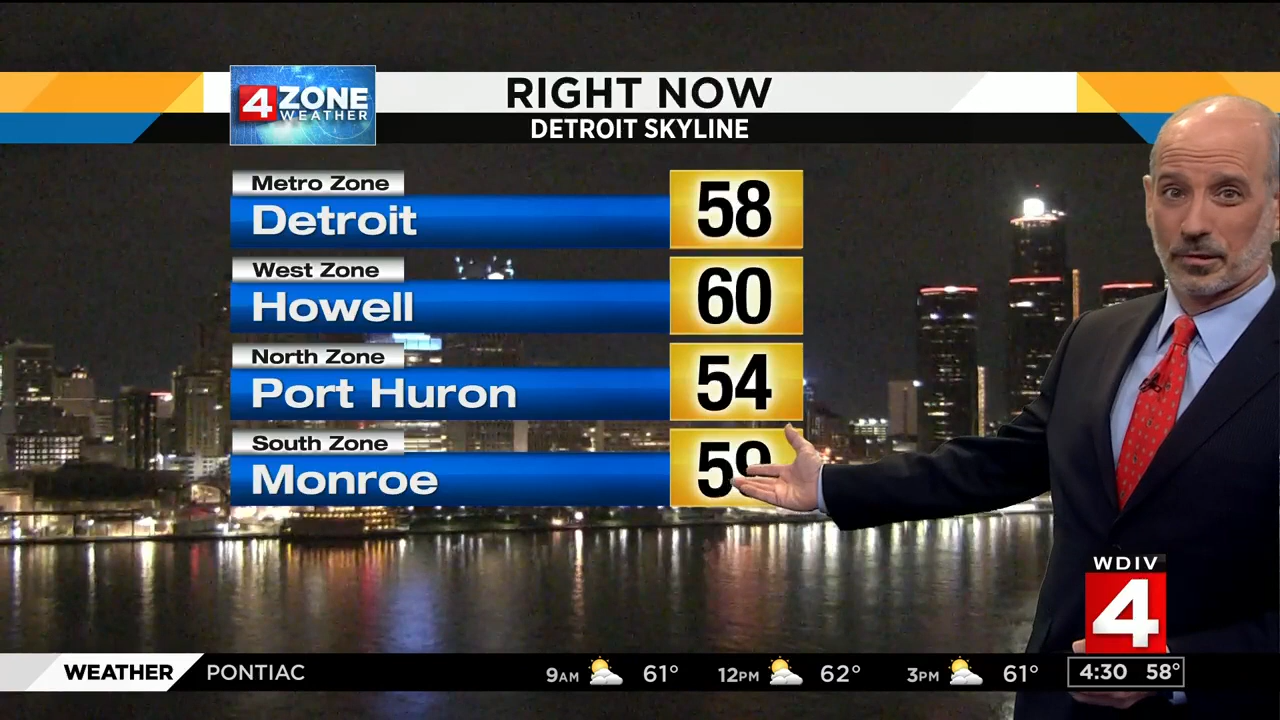 4 ZONE
WEATHER
RIGHT NOW
DETROIT SKYLINE
Metro Zone
Detroit 58
West Zone
Howell 60
North Zone
Port Huron 54
South Zone
Monroe 59
WDIV
4
WEATHER PONTIAC 9AM 61° 12PM 62° 3PM 61° 4:30 58°